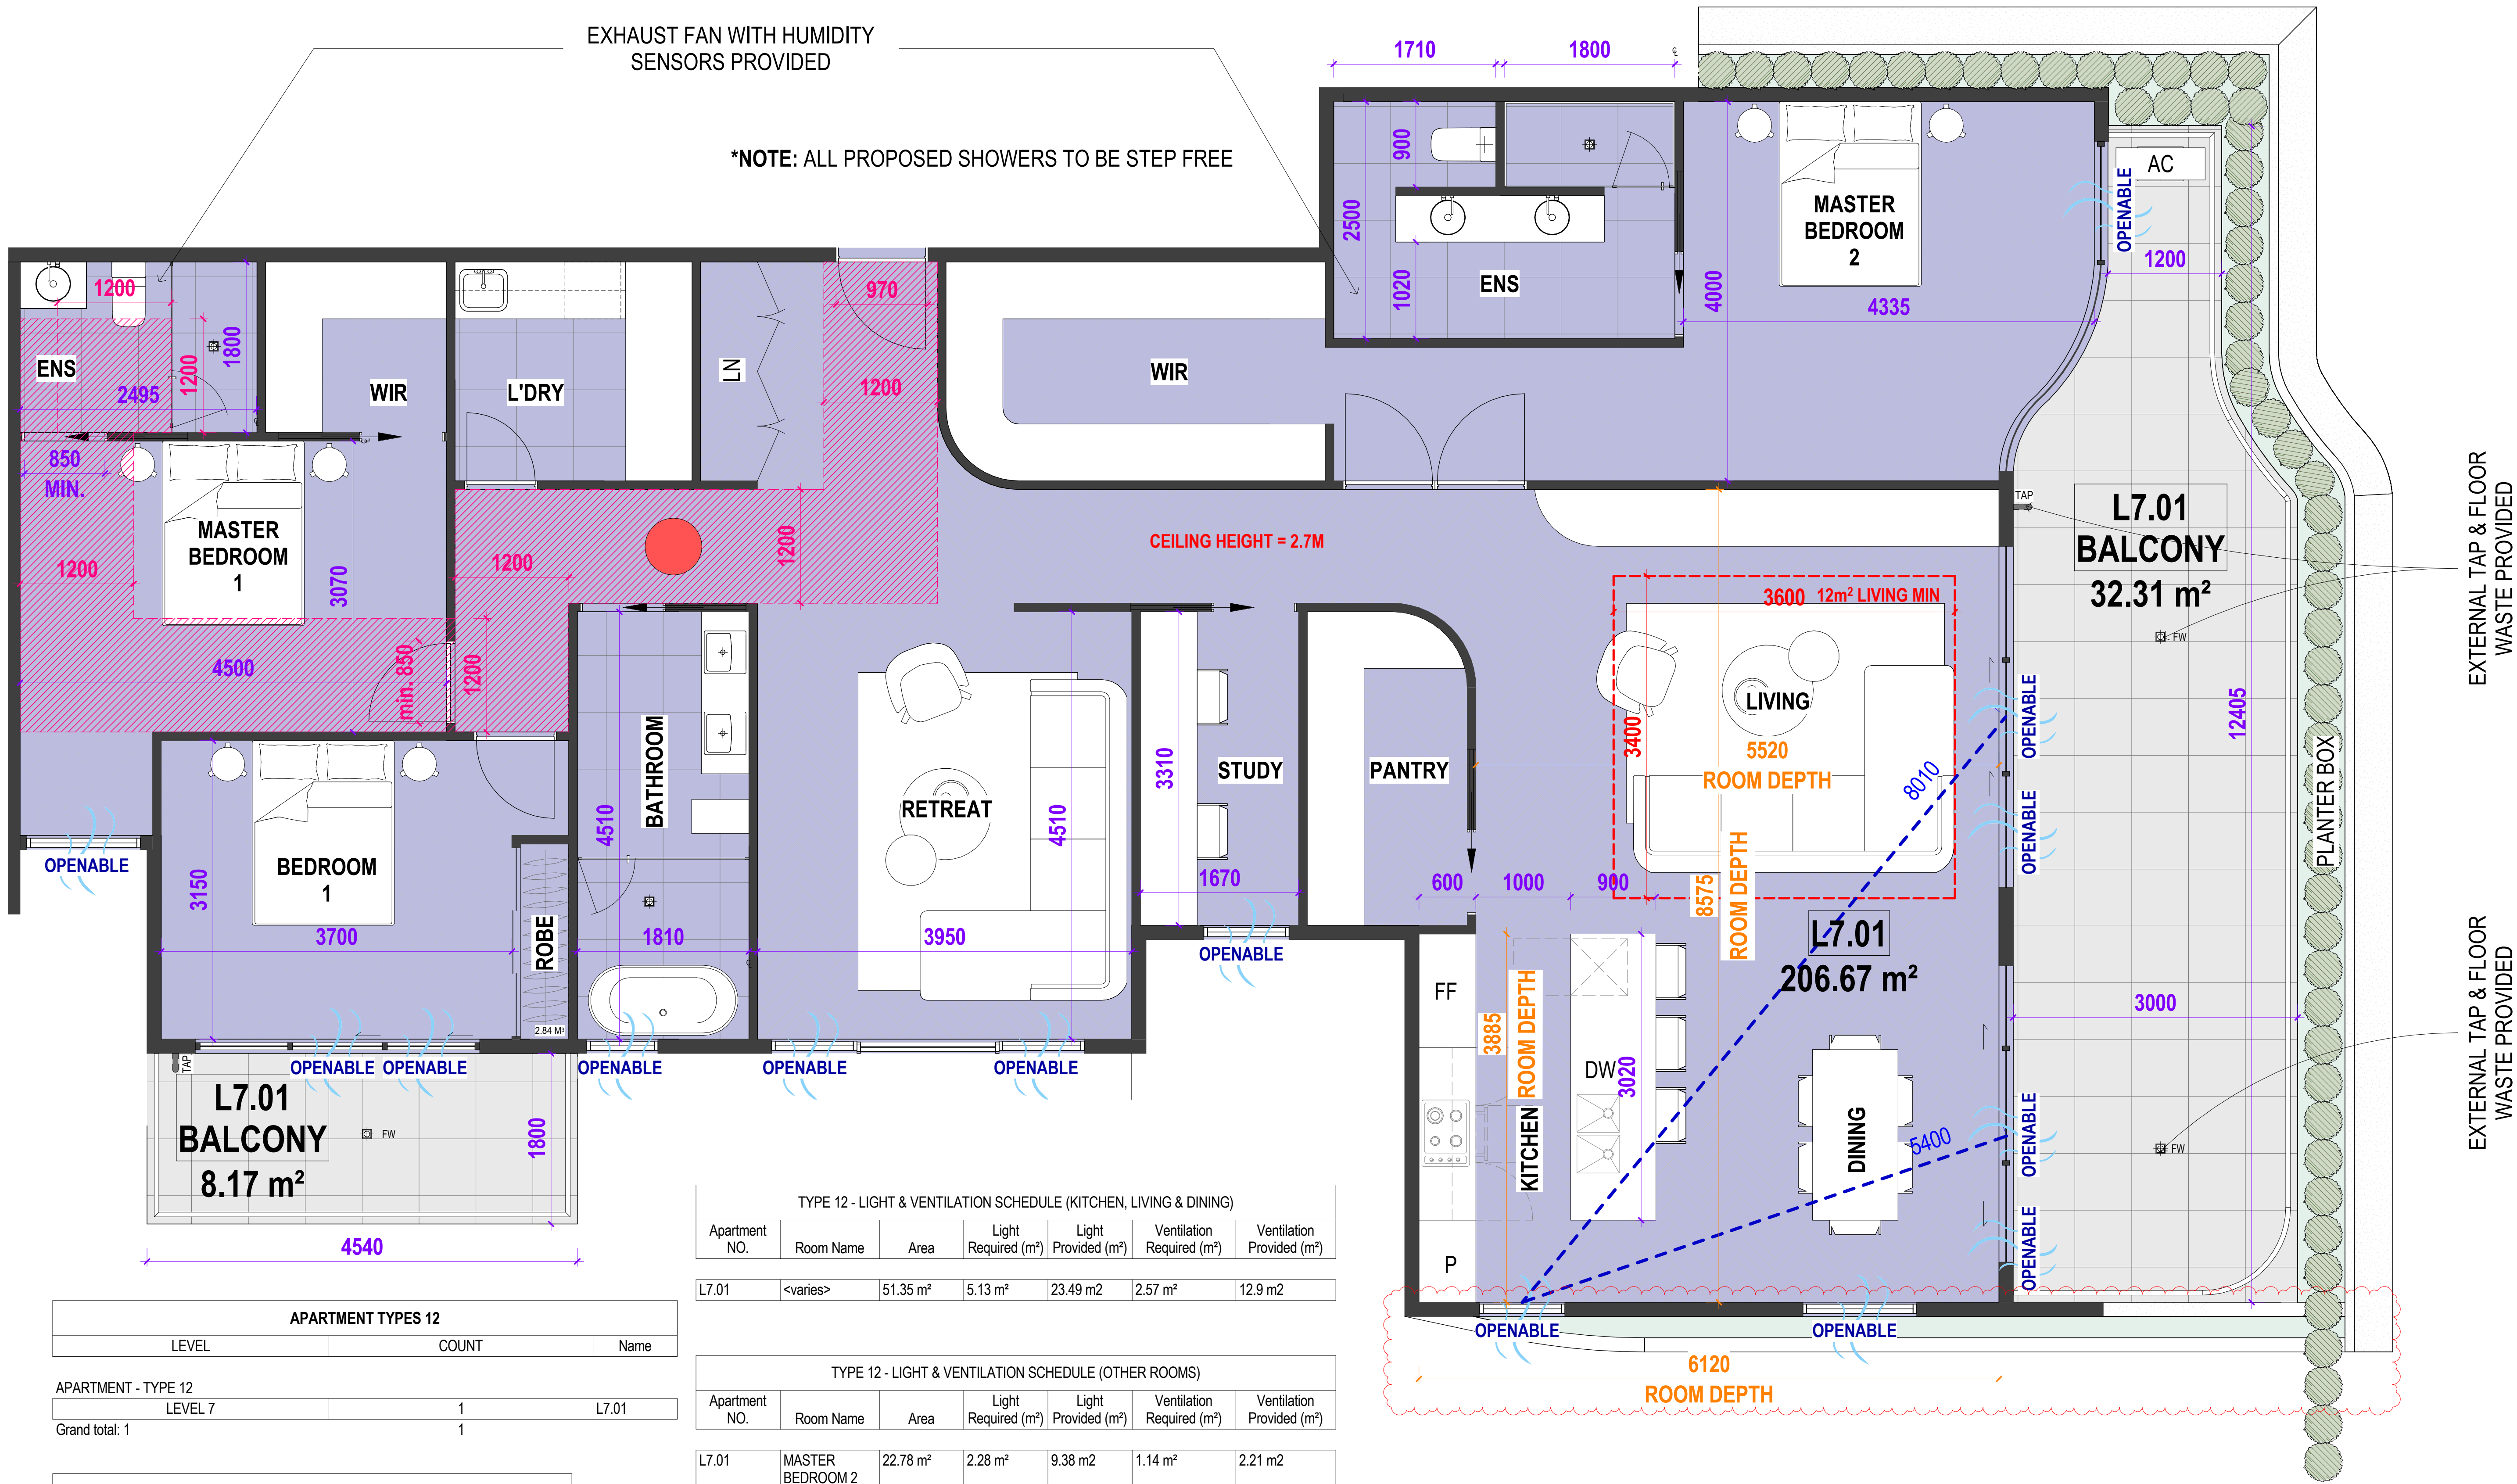 EXHAUST FAN WITH HUMIDITY
SENSORS PROVIDED
*NOTE: ALL PROPOSED SHOWERS TO BE STEP FREE
1710
1800
900
2500
1020
ENS
4000
MASTER
BEDROOM
2
4335
OPENABLE
AC
1200
1200
1800
1200
ENS
2495
WIR
L'DRY
LN
970
1200
WIR
850
MIN.
MASTER
BEDROOM
1
1200
3070
1200
1200
CEILING HEIGHT = 2.7M
4500
min. 850
1200
TAP
L7.01
BALCONY
32.31 m²
FW
EXTERNAL TAP & FLOOR
WASTE PROVIDED
3600
12m² LIVING MIN
3400
LIVING
5520
ROOM DEPTH
8010
OPENABLE
OPENABLE
12405
PLANTER BOX
BATHROOM
4510
RETREAT
4510
3310
STUDY
PANTRY
OPENABLE
BEDROOM
1
3150
3700
ROBE
2.84 M³
1810
3950
1670
OPENABLE
600
1000
900
8575
ROOM DEPTH
L7.01
206.67 m²
FF
3885
ROOM DEPTH
DW
3020
KITCHEN
DINING
5400
P
3000
FW
OPENABLE
OPENABLE
EXTERNAL TAP & FLOOR
WASTE PROVIDED
TAP
OPENABLE
OPENABLE
OPENABLE
OPENABLE
OPENABLE
L7.01
BALCONY
8.17 m²
FW
1800
4540
OPENABLE
OPENABLE
6120
ROOM DEPTH
TYPE 12 - LIGHT & VENTILATION SCHEDULE (KITCHEN, LIVING & DINING)
Apartment NO. Room Name Area Light Required (m²) Light Provided (m²) Ventilation Required (m²) Ventilation Provided (m²)
L7.01 <varies> 51.35 m² 5.13 m² 23.49 m2 2.57 m² 12.9 m2
APARTMENT TYPES 12
LEVEL COUNT Name
APARTMENT - TYPE 12
LEVEL 7 1 L7.01
Grand total: 1 1
TYPE 12 - LIGHT & VENTILATION SCHEDULE (OTHER ROOMS)
Apartment NO. Room Name Area Light Required (m²) Light Provided (m²) Ventilation Required (m²) Ventilation Provided (m²)
L7.01 MASTER BEDROOM 2 22.78 m² 2.28 m² 9.38 m2 1.14 m² 2.21 m2